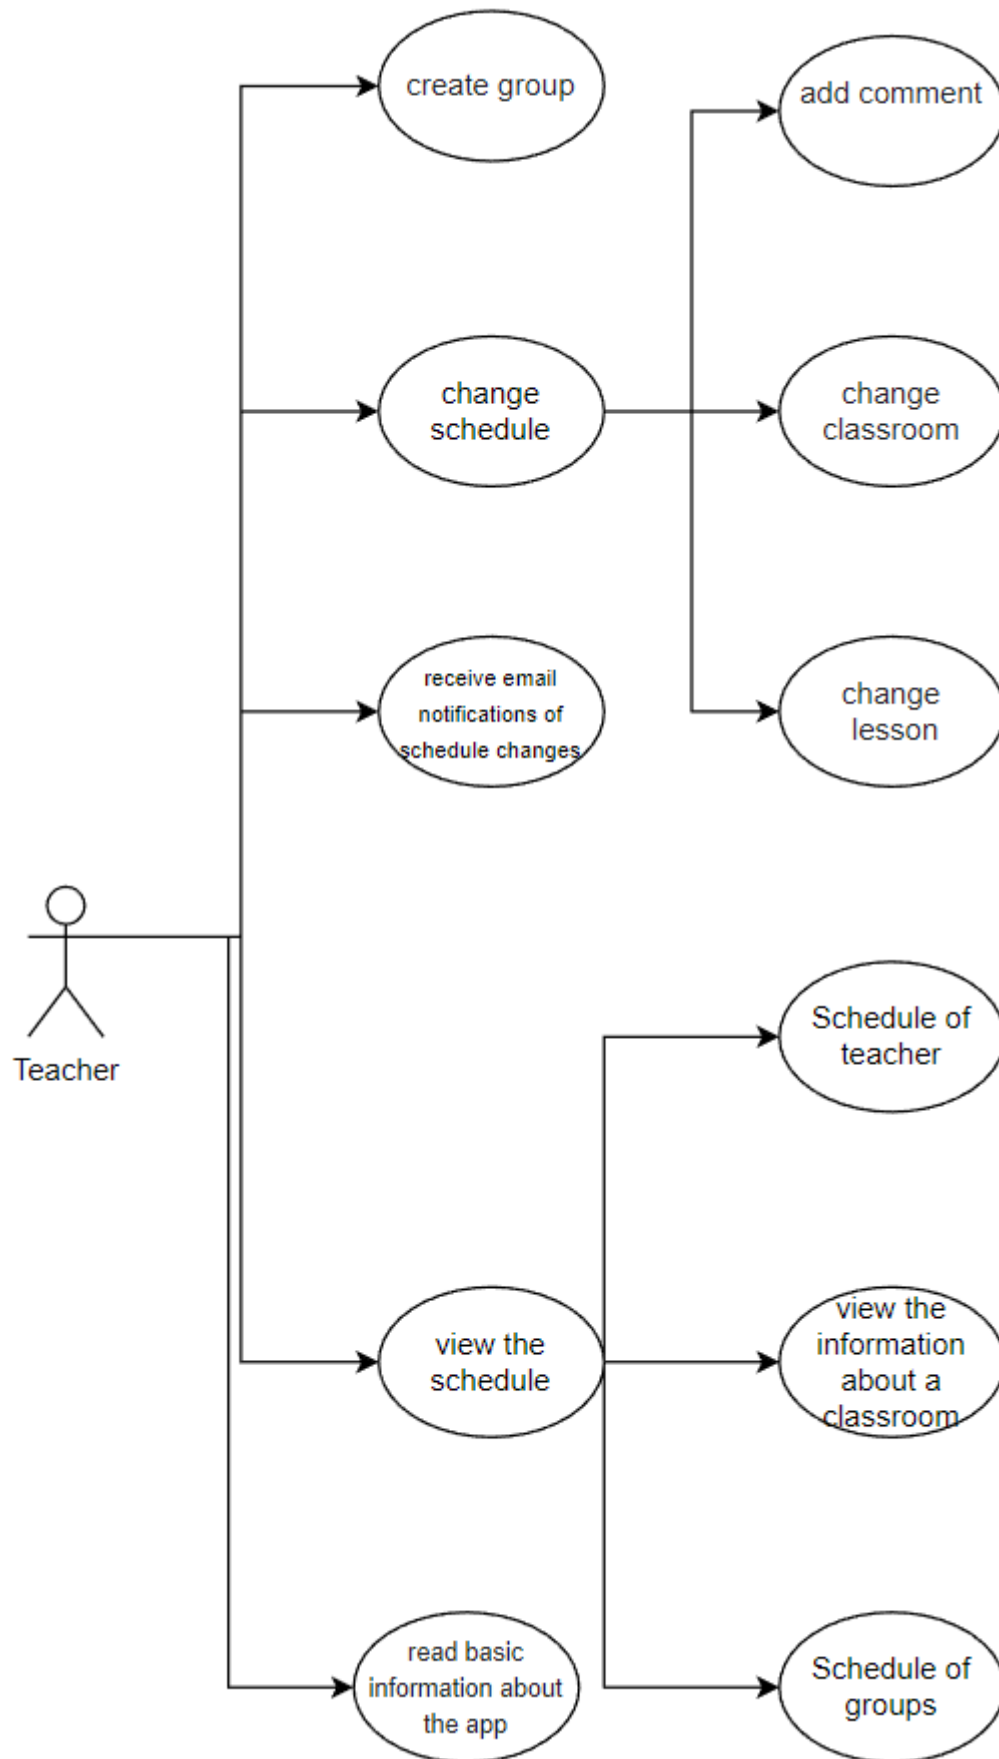 create group
add comment
change
schedule
change
classroom
receive email
notifications of
schedule changes
change
lesson
Teacher
Schedule of
teacher
view the
schedule
view the
information
about a
classroom
read basic
information about
the app
Schedule of
groups